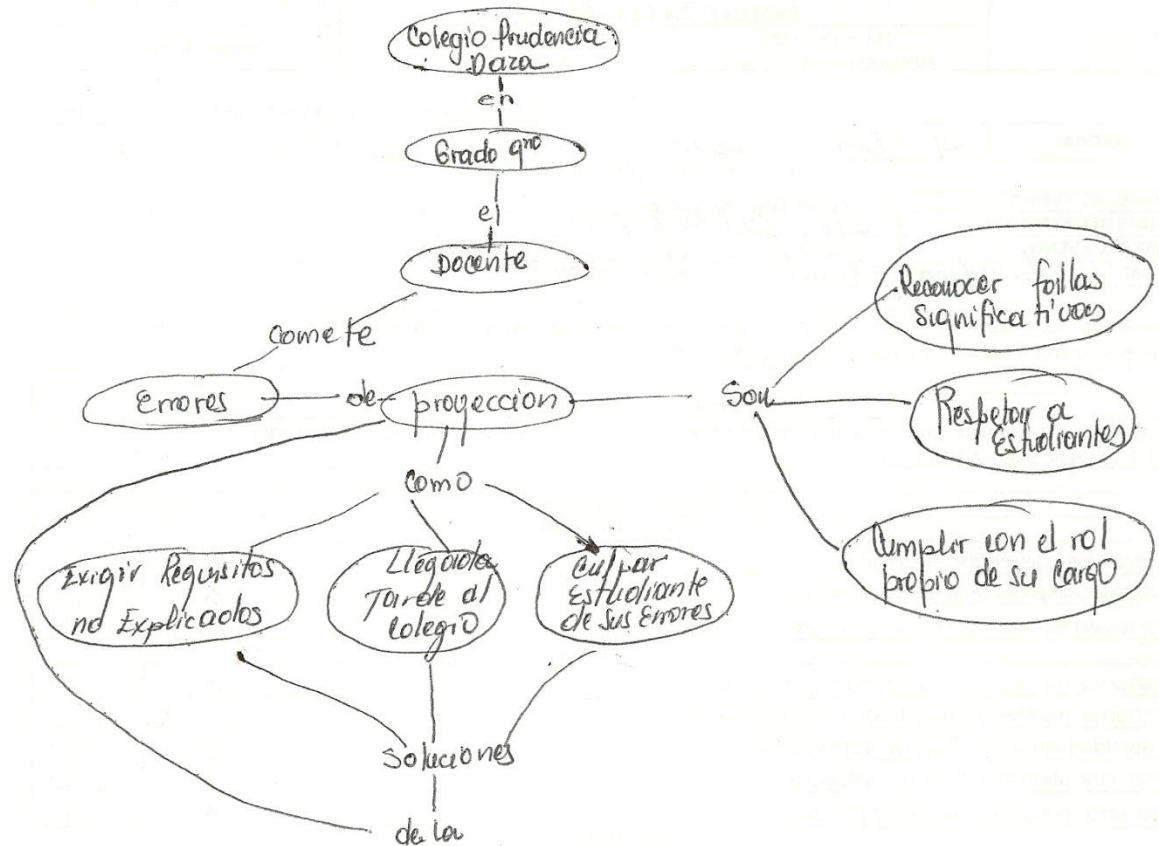 Colegio Prudencia
Daza
en
Grado 9no
el
Docente
comete
Errores
de
proyeccion
Son
Reconocer fallas
significativas
Respetar a
Estudiantes
Cumplir con el rol
propio de su Cargo
como
Exigir Requisitos
no Explicados
Llegada
Tarde al
Colegio
Culpar
Estudiante
de sus Errores
Soluciones
de la